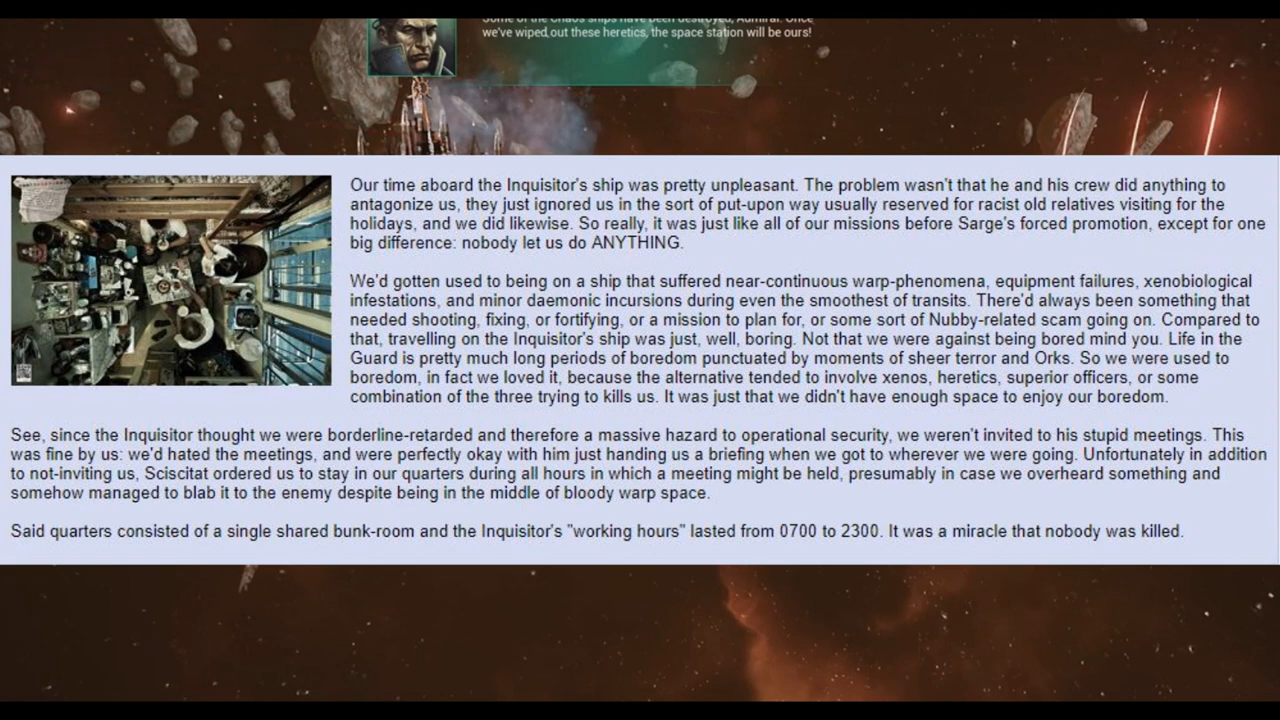 Some of the Chaos ships have been destroyed, Admiral. Once
we've wiped out these heretics, the space station will be ours!
Our time aboard the Inquisitor's ship was pretty unpleasant. The problem wasn't that he and his crew did anything to
antagonize us, they just ignored us in the sort of put-upon way usually reserved for racist old relatives visiting for the
holidays, and we did likewise. So really, it was just like all of our missions before Sarge's forced promotion, except for one
big difference: nobody let us do ANYTHING.
We'd gotten used to being on a ship that suffered near-continuous warp-phenomena, equipment failures, xenobiological
infestations, and minor daemonic incursions during even the smoothest of transits. There'd always been something that
needed shooting, fixing, or fortifying, or a mission to plan for, or some sort of Nubby-related scam going on. Compared to
that, travelling on the Inquisitor's ship was just, well, boring. Not that we were against being bored mind you. Life in the
Guard is pretty much long periods of boredom punctuated by moments of sheer terror and Orks. So we were used to
boredom, in fact we loved it, because the alternative tended to involve xenos, heretics, superior officers, or some
combination of the three trying to kills us. It was just that we didn't have enough space to enjoy our boredom.
See, since the Inquisitor thought we were borderline-retarded and therefore a massive hazard to operational security, we weren't invited to his stupid meetings. This
was fine by us: we'd hated the meetings, and were perfectly okay with him just handing us a briefing when we got to wherever we were going. Unfortunately in addition
to not-inviting us, Sciscitat ordered us to stay in our quarters during all hours in which a meeting might be held, presumably in case we overheard something and
somehow managed to blab it to the enemy despite being in the middle of bloody warp space.
Said quarters consisted of a single shared bunk-room and the Inquisitor's "working hours" lasted from 0700 to 2300. It was a miracle that nobody was killed.